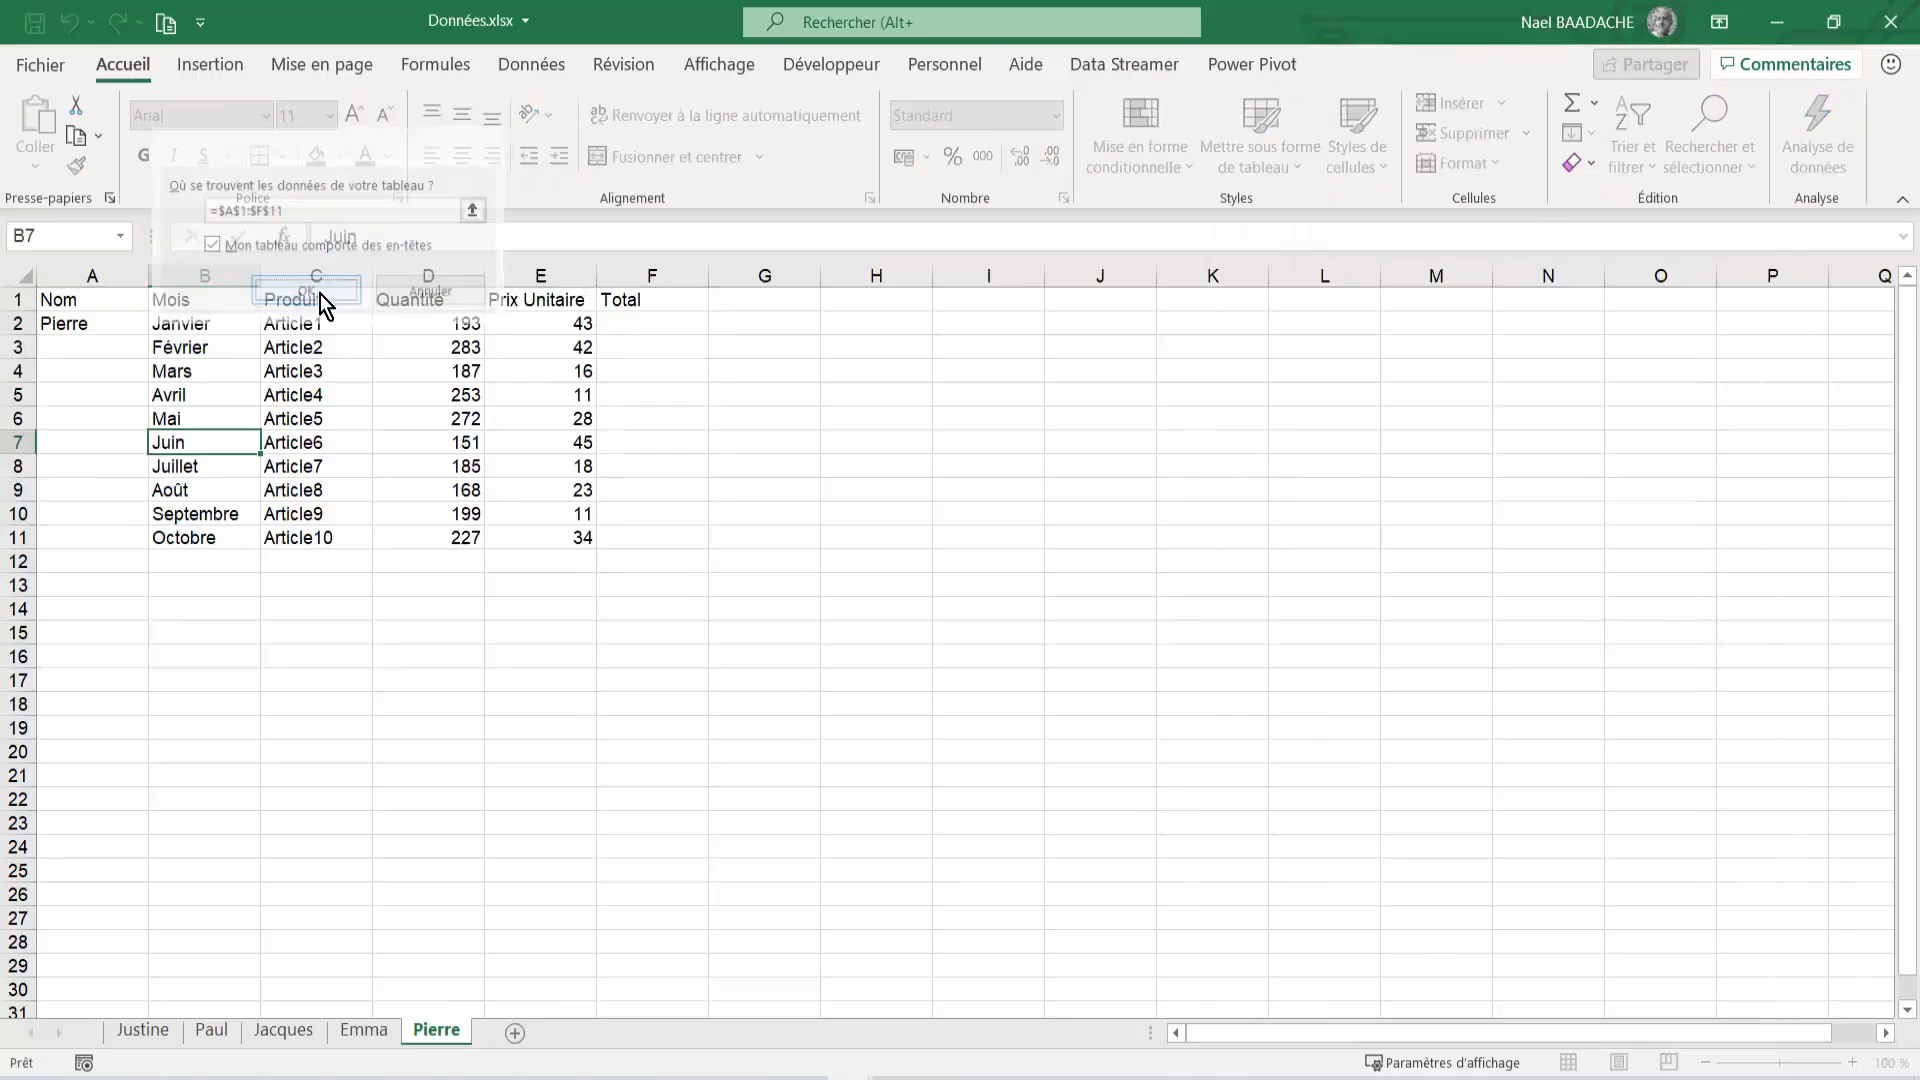 Données.xlsx
Rechercher (Alt+
Nael BAADACHE
Fichier Accueil Insertion Mise en page Formules Données Révision Affichage Développeur Personnel Aide Data Streamer Power Pivot Partager Commentaires
Coller
Presse-papiers
Arial 11
G I S
Police
Renvoyer à la ligne automatiquement
Fusionner et centrer
Alignement
Standard
% 000
Nombre
Mise en forme conditionnelle
Mettre sous forme de tableau
Styles de cellules
Styles
Insérer
Supprimer
Format
Cellules
Trier et filtrer
Rechercher et sélectionner
Édition
Analyse de données
Analyse
Où se trouvent les données de votre tableau ?
=$A$1:$F$11
Mon tableau comporte des en-têtes
OK Annuler
B7 fx Juin
A B C D E F G H I J K L M N O P Q
1 Nom Mois Produit Quantité Prix Unitaire Total
2 Pierre Janvier Article1 193 43
3 Février Article2 283 42
4 Mars Article3 187 16
5 Avril Article4 253 11
6 Mai Article5 272 28
7 Juin Article6 151 45
8 Juillet Article7 185 18
9 Août Article8 168 23
10 Septembre Article9 199 11
11 Octobre Article10 227 34
12
13
14
15
16
17
18
19
20
21
22
23
24
25
26
27
28
29
30
31
Justine Paul Jacques Emma Pierre
Prêt Paramètres d'affichage 100 %